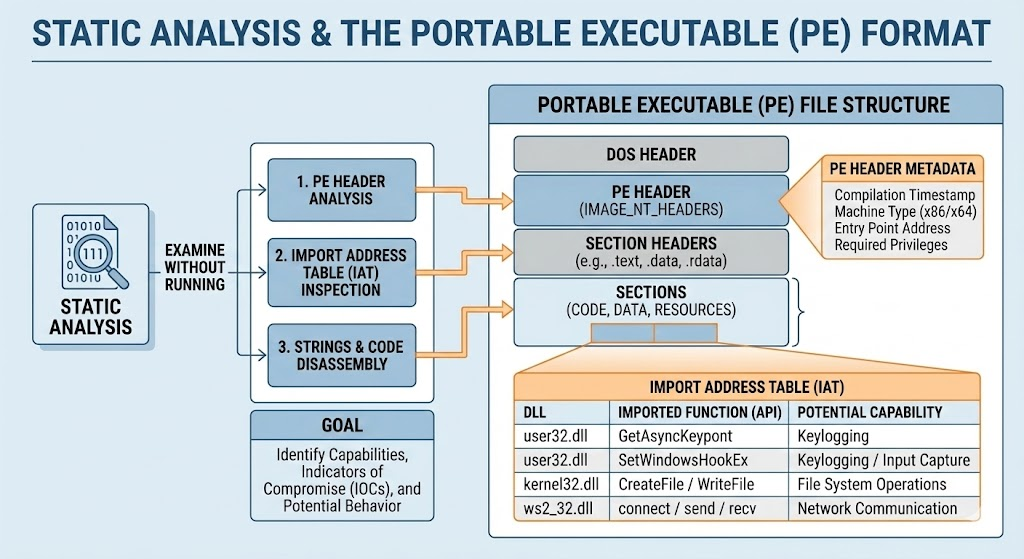 STATIC ANALYSIS & THE PORTABLE EXECUTABLE (PE) FORMAT
01010
01
111
01010
STATIC
ANALYSIS
EXAMINE
WITHOUT
RUNNING
1. PE HEADER
ANALYSIS
2. IMPORT ADDRESS
TABLE (IAT)
INSPECTION
3. STRINGS & CODE
DISASSEMBLY
GOAL
Identify Capabilities,
Indicators of
Compromise (IOCs), and
Potential Behavior
PORTABLE EXECUTABLE (PE) FILE STRUCTURE
DOS HEADER
PE HEADER
(IMAGE_NT_HEADERS)
SECTION HEADERS
(e.g., .text, .data, .rdata)
SECTIONS
(CODE, DATA, RESOURCES)
PE HEADER METADATA
Compilation Timestamp
Machine Type (x86/x64)
Entry Point Address
Required Privileges
IMPORT ADDRESS TABLE (IAT)
DLL IMPORTED FUNCTION (API) POTENTIAL CAPABILITY
user32.dll GetAsyncKeypont Keylogging
user32.dll SetWindowsHookEx Keylogging / Input Capture
kernel32.dll CreateFile / WriteFile File System Operations
ws2_32.dll connect / send / recv Network Communication